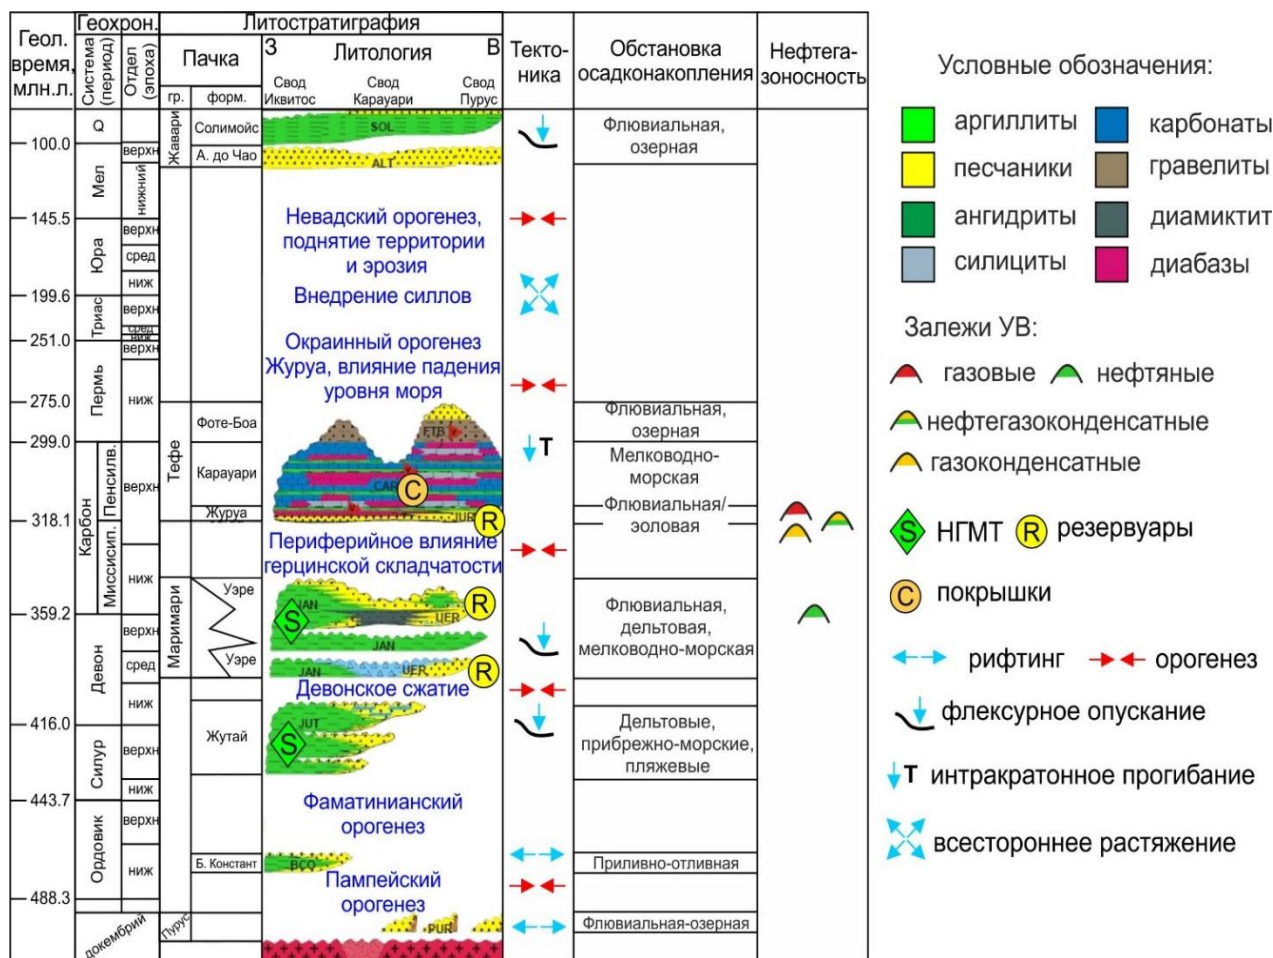 Геол.
время,
млн.л.
Геохрон.
Система
(период)
Отдел
(эпоха)
Литостратиграфия
Пачка
гр.
форм.
З
Литология
В
Свод
Иквитос
Свод
Карауари
Свод
Пурус
Текто-
ника
Обстановка
осадконакопления
Нефтега-
зоносность
100.0
145.5
199.6
251.0
275.0
299.0
318.1
359.2
416.0
443.7
488.3
Q
Мел
Юра
Триас
Пермь
Карбон
Пенсилв.
Миссисип.
Девон
Силур
Ордовик
докембрий
верхн
нижний
верхн
сред
ниж
верхн
сред
ниж
верхн
ниж
верхн
ниж
верхн
сред
ниж
верхн
ниж
верхн
ниж
Жавари
Тефе
Маримари
Пурус
Солимойс
А. до Чао
Фоте-Боа
Карауари
Журуа
Уэре
Уэре
Жутай
Б. Констант
SOL
ALT
Невадский орогенез,
поднятие территории
и эрозия
Внедрение силлов
Окраинный орогенез
Журуа, влияние падения
уровня моря
FTB
CAR
C
JUR
R
Периферийное влияние
герцинской складчатости
JAN
S
UER
R
JAN
JAN
UER
R
Девонское сжатие
JUT
S
Фаматинианский
орогенез
BCO
Пампейский
орогенез
PUR
T
Флювиальная,
озерная
Флювиальная,
озерная
Мелководно-
морская
Флювиальная/
эоловая
Флювиальная,
дельтовая,
мелководно-морская
Дельтовые,
прибрежно-морские,
пляжевые
Приливно-отливная
Флювиальная-озерная
Условные обозначения:
аргиллиты
карбонаты
песчаники
гравелиты
ангидриты
диамиктит
силициты
диабазы
Залежи УВ:
газовые
нефтяные
нефтегазоконденсатные
газоконденсатные
S НГМТ
R резервуары
C покрышки
рифтинг
орогенез
флексурное опускание
T интракратонное прогибание
всестороннее растяжение